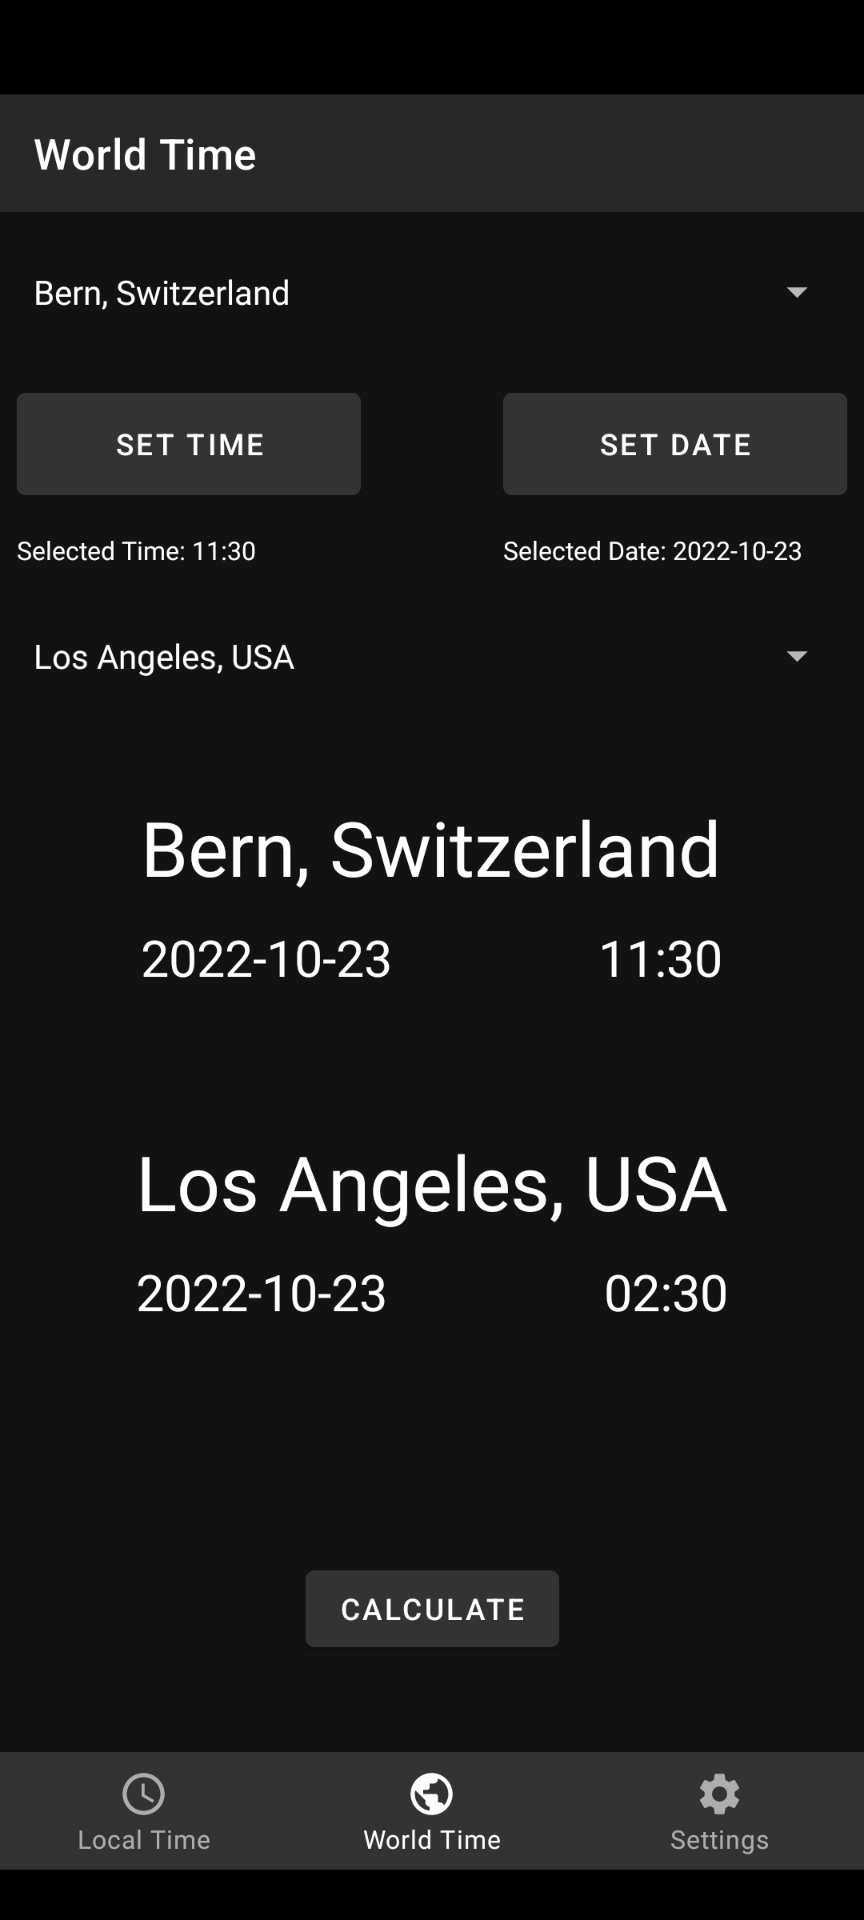 World Time
Bern, Switzerland
SET TIME
SET DATE
Selected Time: 11:30
Selected Date: 2022-10-23
Los Angeles, USA
Bern, Switzerland
2022-10-23
11:30
Los Angeles, USA
2022-10-23
02:30
CALCULATE
Local Time
World Time
Settings